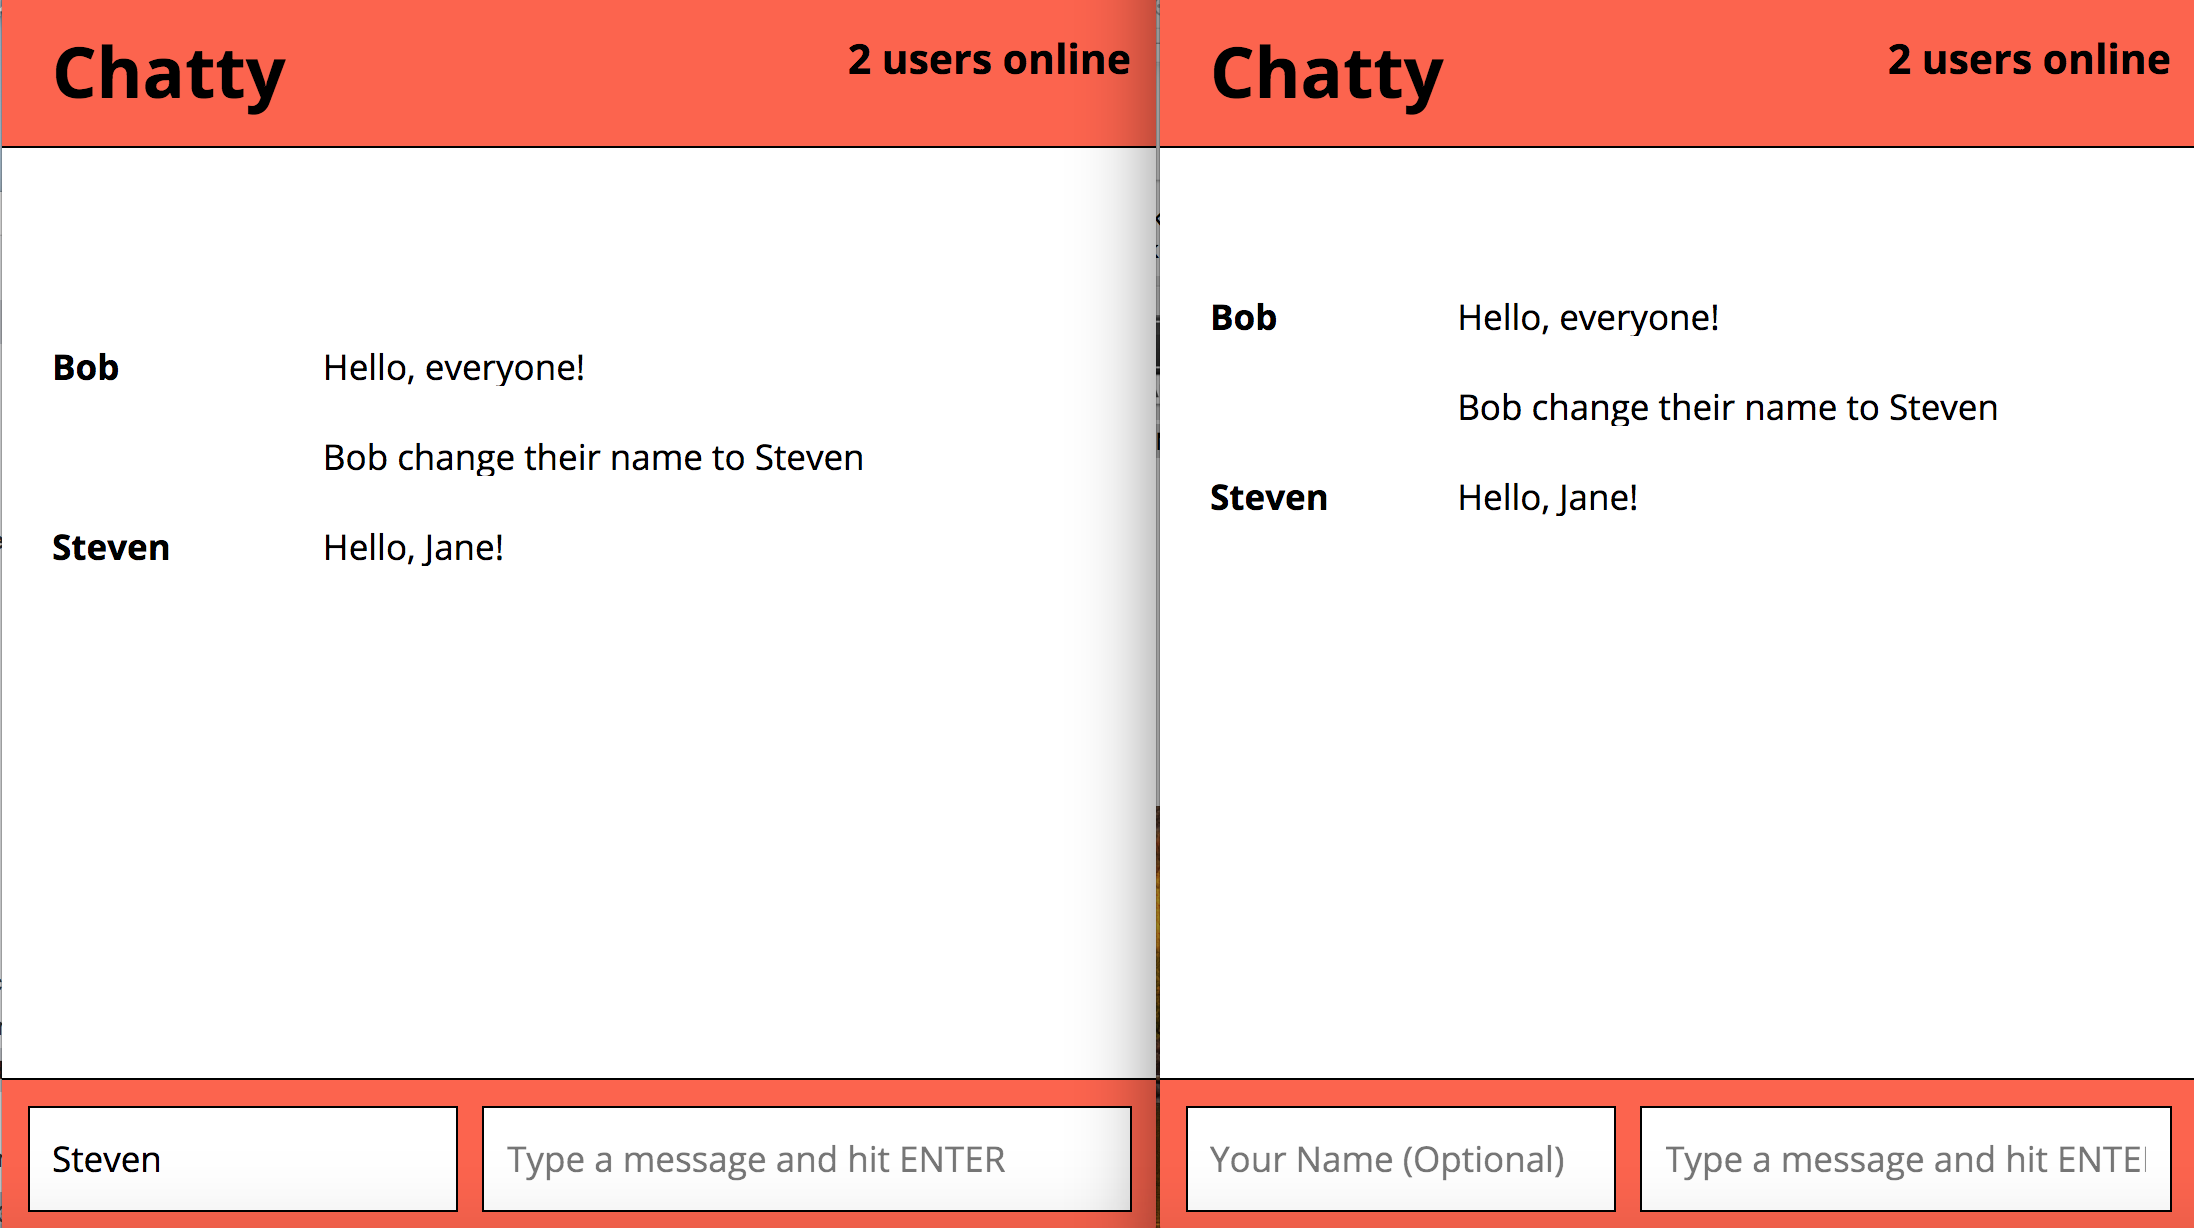 Chatty
2 users online
Bob Hello, everyone!
Bob change their name to Steven
Steven Hello, Jane!
Steven
Type a message and hit ENTER
Chatty
2 users online
Bob Hello, everyone!
Bob change their name to Steven
Steven Hello, Jane!
Your Name (Optional)
Type a message and hit ENTE